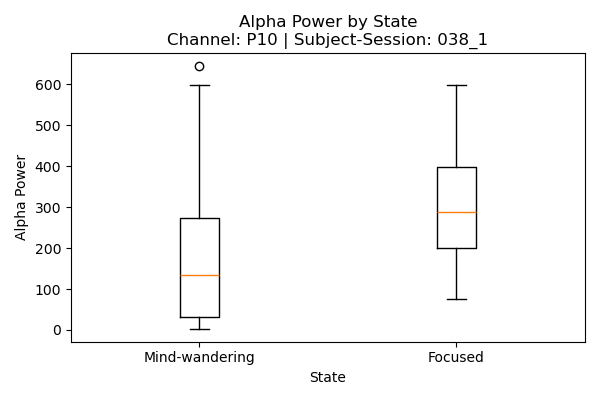 Alpha Power by State
Channel: P10 | Subject-Session: 038_1
600
500
400
300
200
100
0
Alpha Power
Mind-wandering
Focused
State